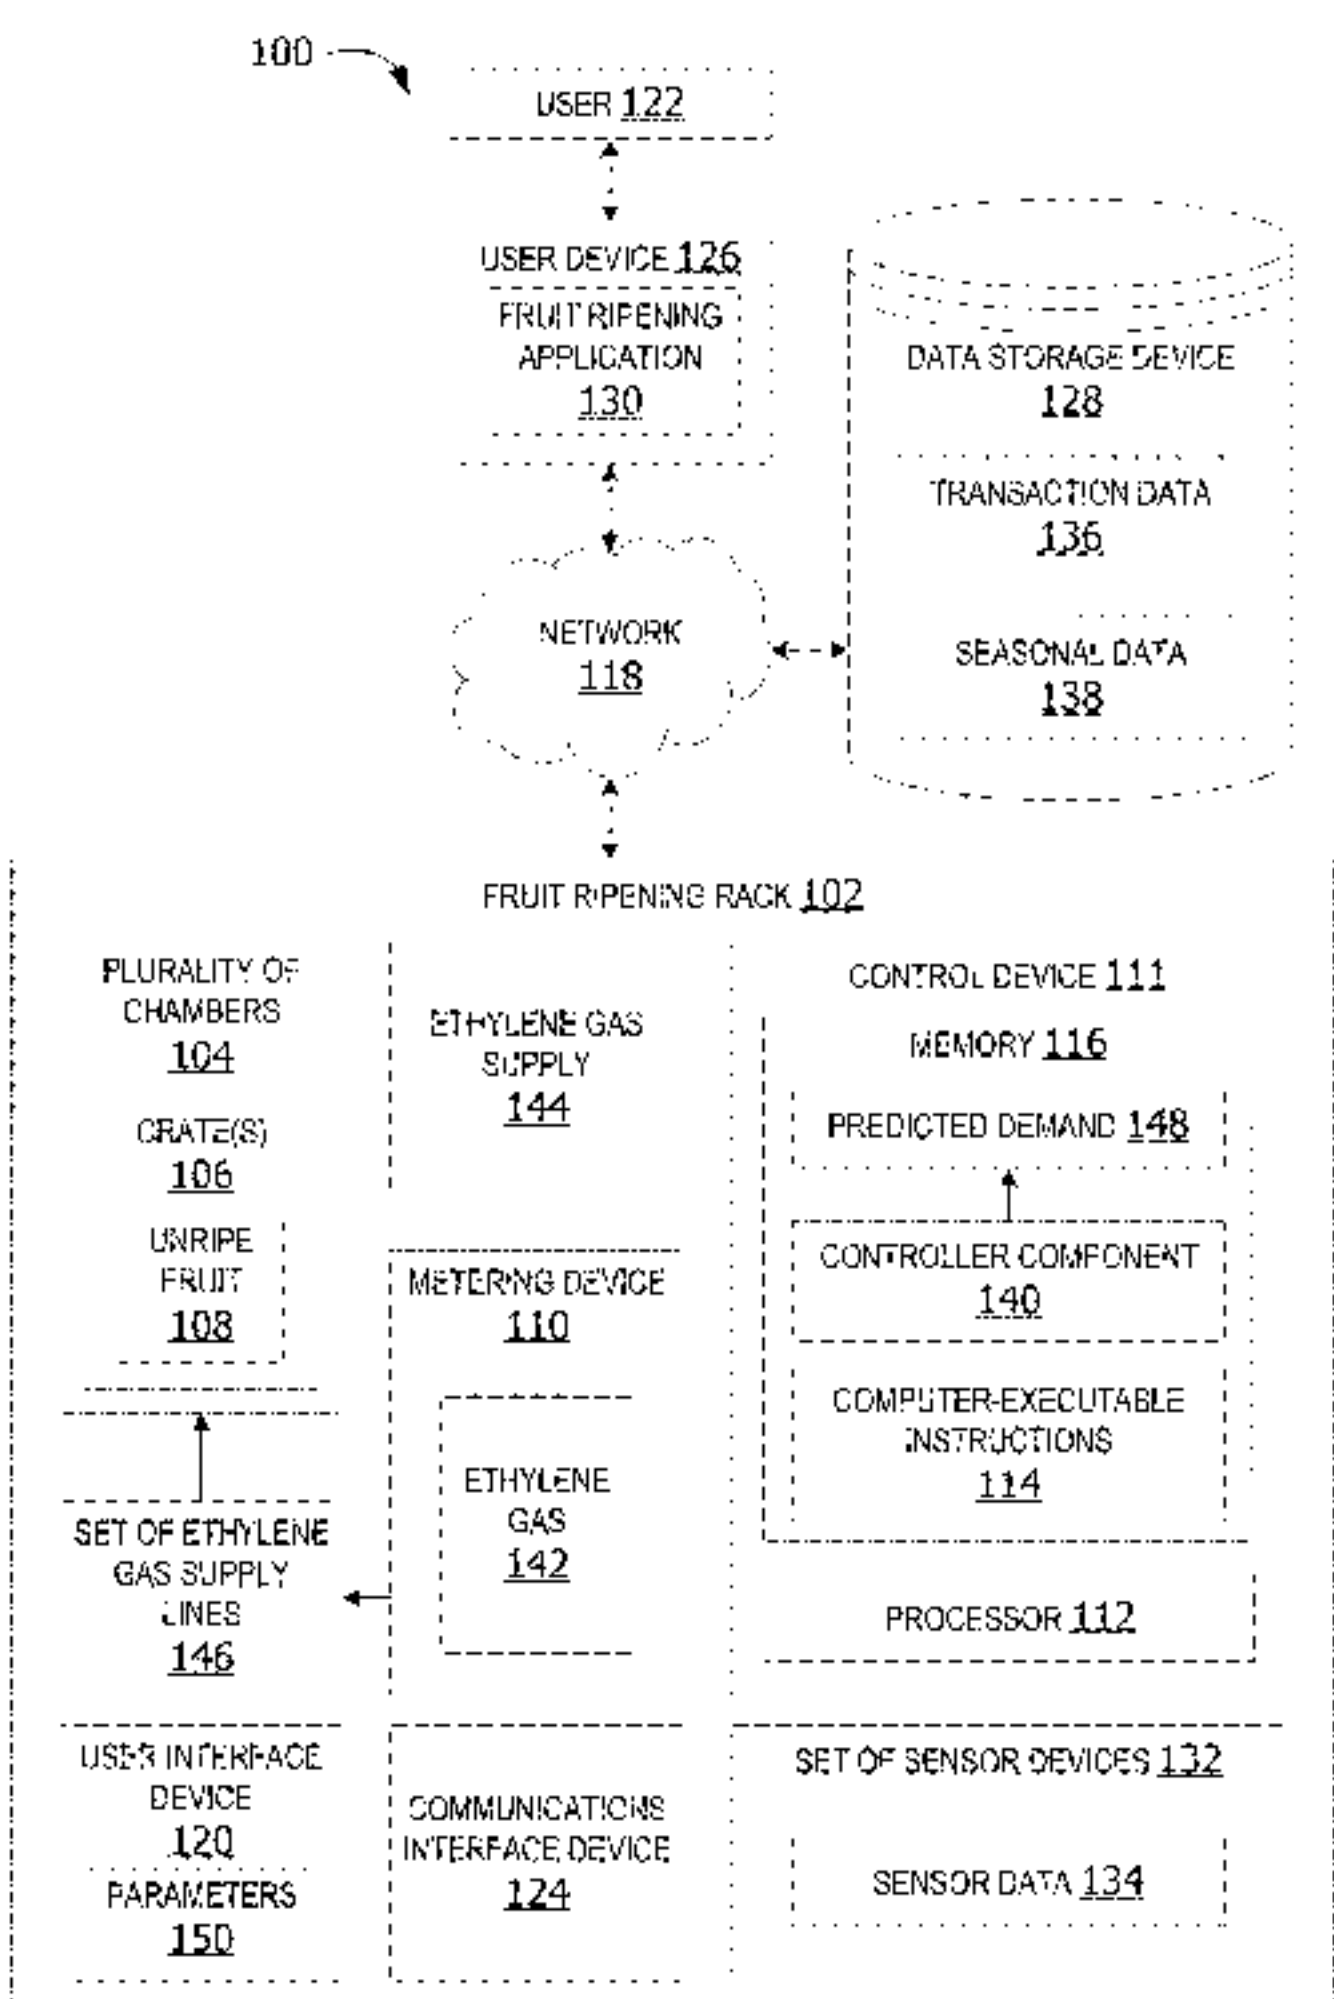 100
USER 122
USER DEVICE 126
FRUIT RIPENING
APPLICATION
130
DATA STORAGE DEVICE
128
TRANSACTION DATA
136
SEASONAL DATA
138
NETWORK
118
FRUIT RIPENING RACK 102
PLURALITY OF
CHAMBERS
104
CRATE(S)
106
UNRIPE
FRUIT
108
SET OF ETHYLENE
GAS SUPPLY
LINES
146
USER INTERFACE
DEVICE
120
PARAMETERS
150
ETHYLENE GAS
SUPPLY
144
METERING DEVICE
110
ETHYLENE
GAS
142
COMMUNICATIONS
INTERFACE DEVICE
124
CONTROL DEVICE 111
MEMORY 116
PREDICTED DEMAND 148
CONTROLLER COMPONENT
140
COMPUTER-EXECUTABLE
INSTRUCTIONS
114
PROCESSOR 112
SET OF SENSOR DEVICES 132
SENSOR DATA 134